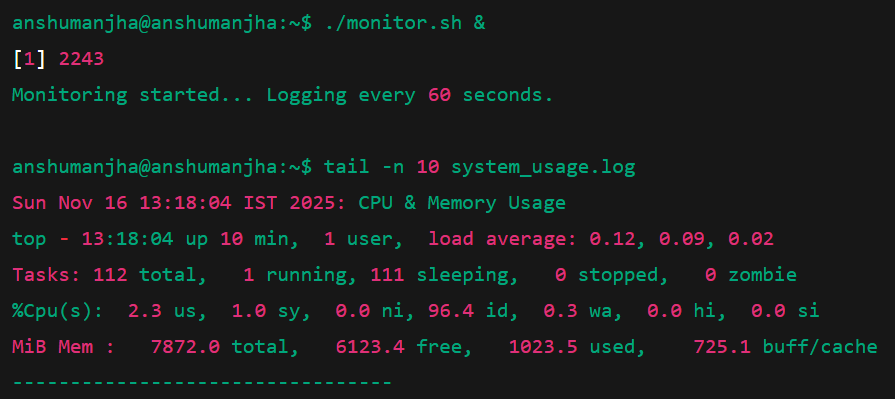 anshumanjha@anshumanjha:~$ ./monitor.sh &
[1] 2243
Monitoring started... Logging every 60 seconds.
anshumanjha@anshumanjha:~$ tail -n 10 system_usage.log
Sun Nov 16 13:18:04 IST 2025: CPU & Memory Usage
top - 13:18:04 up 10 min,  1 user,  load average: 0.12, 0.09, 0.02
Tasks: 112 total,   1 running, 111 sleeping,   0 stopped,   0 zombie
%Cpu(s):  2.3 us,  1.0 sy,  0.0 ni, 96.4 id,  0.3 wa,  0.0 hi,  0.0 si
MiB Mem :   7872.0 total,   6123.4 free,   1023.5 used,    725.1 buff/cache
---------------------------------